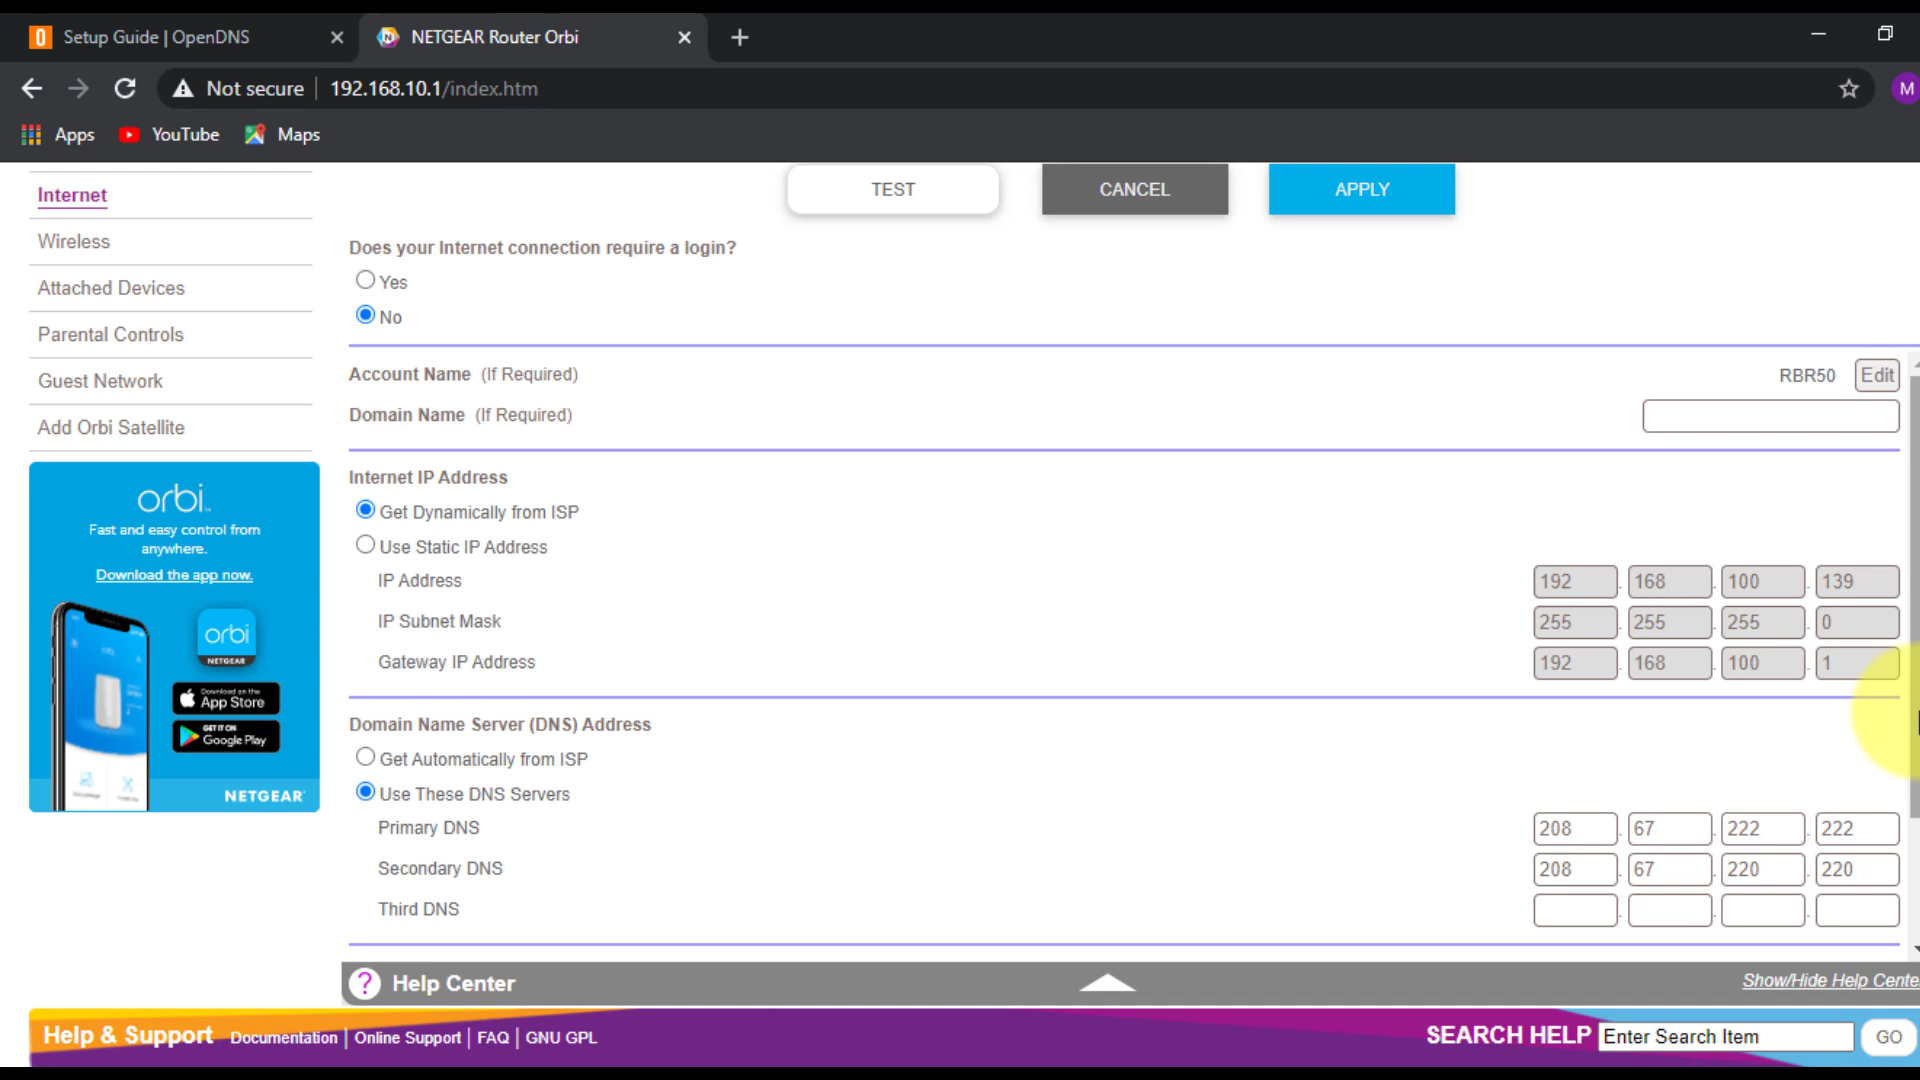 Setup Guide | OpenDNS
NETGEAR Router Orbi
Not secure | 192.168.10.1/index.htm
M
Apps YouTube Maps
Internet
Wireless
Attached Devices
Parental Controls
Guest Network
Add Orbi Satellite
orbi
Fast and easy control from
anywhere.
Download the app now.
orbi
NETGEAR
Download on the
App Store
GET IT ON
Google Play
NETGEAR
TEST CANCEL APPLY
Does your Internet connection require a login?
Yes
No
Account Name (If Required) RBR50 Edit
Domain Name (If Required)
Internet IP Address
Get Dynamically from ISP
Use Static IP Address
IP Address 192 . 168 . 100 . 139
IP Subnet Mask 255 . 255 . 255 . 0
Gateway IP Address 192 . 168 . 100 . 1
Domain Name Server (DNS) Address
Get Automatically from ISP
Use These DNS Servers
Primary DNS 208 . 67 . 222 . 222
Secondary DNS 208 . 67 . 220 . 220
Third DNS . . .
? Help Center Show/Hide Help Cente
Help & Support Documentation | Online Support | FAQ | GNU GPL SEARCH HELP Enter Search Item GO